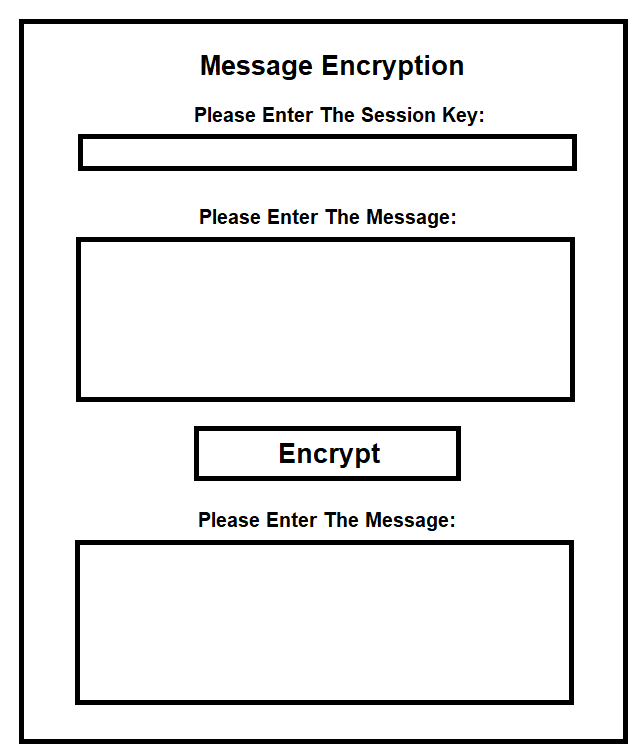 Message Encryption
Please Enter The Session Key:
Please Enter The Message:
Encrypt
Please Enter The Message: